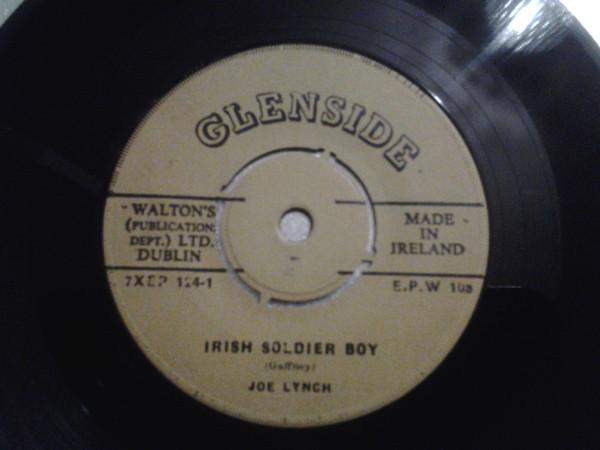 GLENSIDE
WALTON'S
(PUBLICATION
DEPT.) LTD.
DUBLIN
MADE
IN
IRELAND
7XEP 124-1
E.P.W 108
IRISH SOLDIER BOY
(Gaffney)
JOE LYNCH